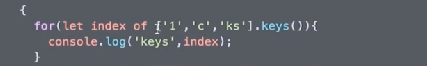 {
for(let index of ['1','c','ks'].keys()){
console.log('keys',index);
}